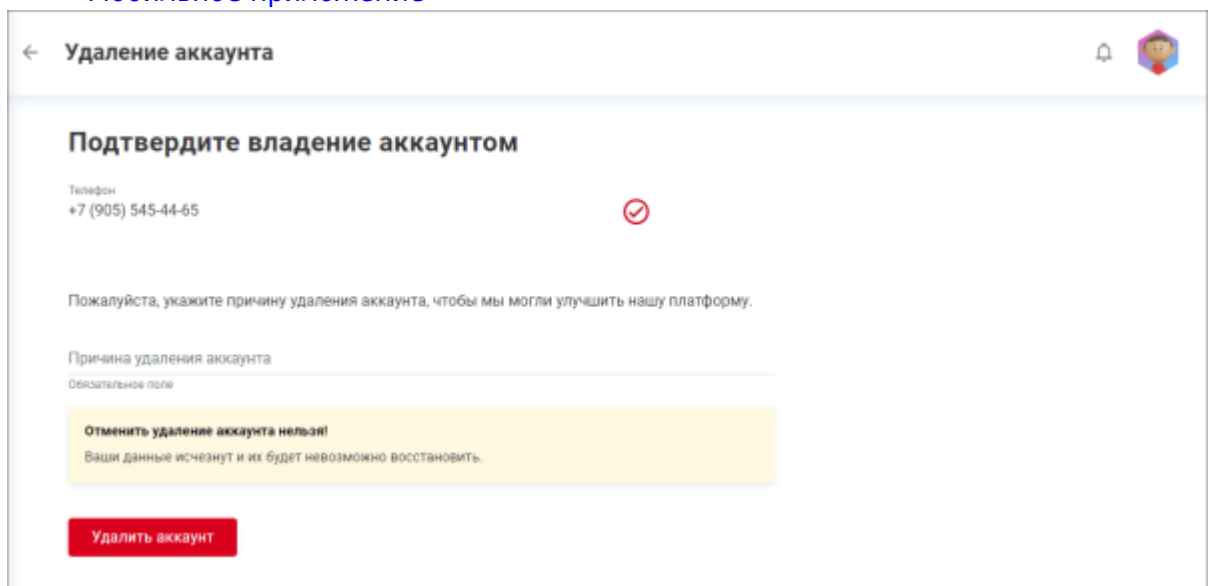 Мобильное приложение
Удаление аккаунта
Подтвердите владение аккаунтом
Телефон
+7 (905) 545-44-65
Пожалуйста, укажите причину удаления аккаунта, чтобы мы могли улучшить нашу платформу.
Причина удаления аккаунта
Обязательное поле
Отменить удаление аккаунта нельзя!
Ваши данные исчезнут и их будет невозможно восстановить.
Удалить аккаунт